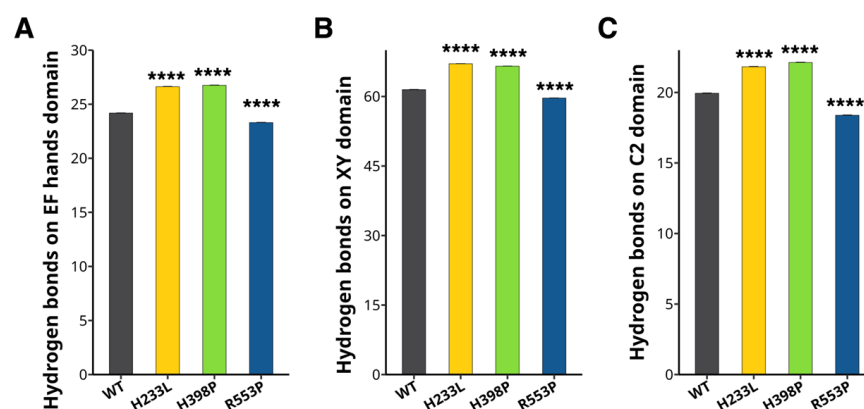 A
Hydrogen bonds on EF hands domain
30
25
20
15
10
5
0
****
****
****
WT
H233L
H398P
R553P
B
Hydrogen bonds on XY domain
60
45
30
15
0
****
****
****
WT
H233L
H398P
R553P
C
Hydrogen bonds on C2 domain
20
15
10
5
0
****
****
****
WT
H233L
H398P
R553P